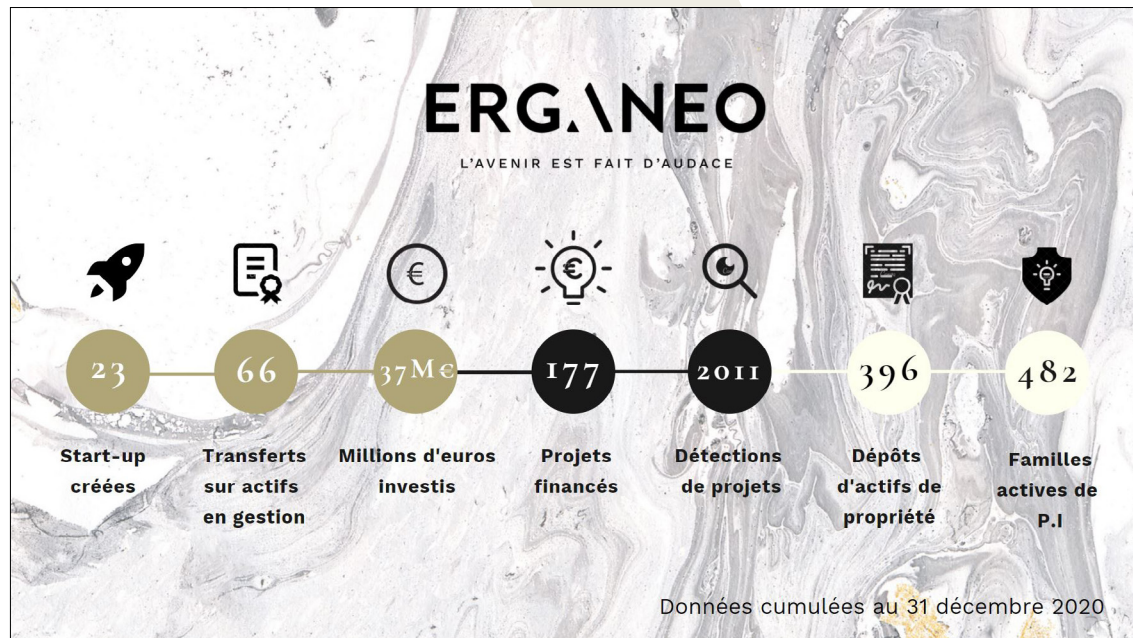 ERGANEO
L'AVENIR EST FAIT D'AUDACE
€
€
23
66
37M€
177
2011
396
482
Start-up
créées
Transferts
sur actifs
en gestion
Millions d'euros
investis
Projets
financés
Détections
de projets
Dépôts
d'actifs de
propriété
Familles
actives de
P.I
Données cumulées au 31 décembre 2020